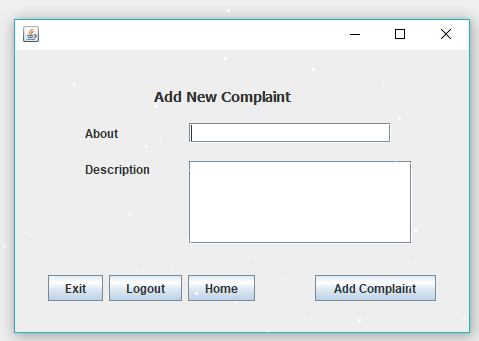 Add New Complaint
About
Description
Exit Logout Home Add Complaint